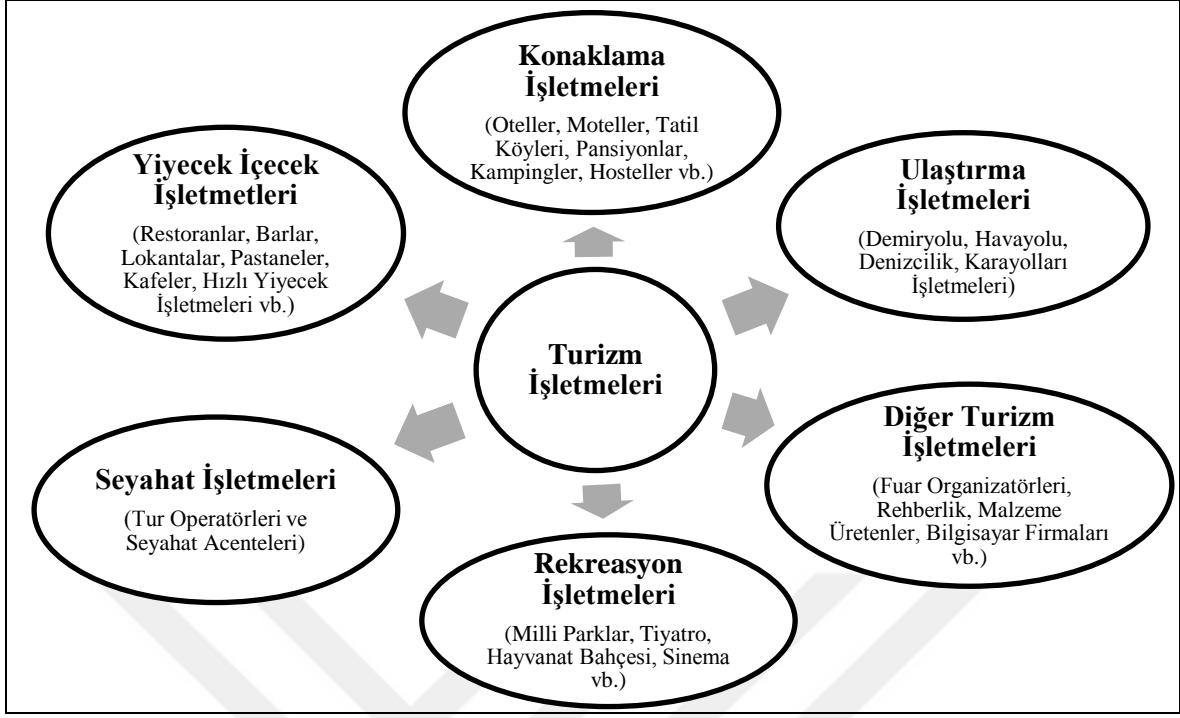 Konaklama
İşletmeleri
(Oteller, Moteller, Tatil
Köyleri, Pansiyonlar,
Kampingler, Hosteller vb.)
Yiyecek İçecek
İşletmetleri
(Restoranlar, Barlar,
Lokantalar, Pastaneler,
Kafeler, Hızlı Yiyecek
İşletmeleri vb.)
Ulaştırma
İşletmeleri
(Demiryolu, Havayolu,
Denizcilik, Karayolları
İşletmeleri)
Turizm
İşletmeleri
Seyahat İşletmeleri
(Tur Operatörleri ve
Seyahat Acenteleri)
Diğer Turizm
İşletmeleri
(Fuar Organizatörleri,
Rehberlik, Malzeme
Üretenler, Bilgisayar Firmaları
vb.)
Rekreasyon
İşletmeleri
(Milli Parklar, Tiyatro,
Hayvanat Bahçesi, Sinema
vb.)